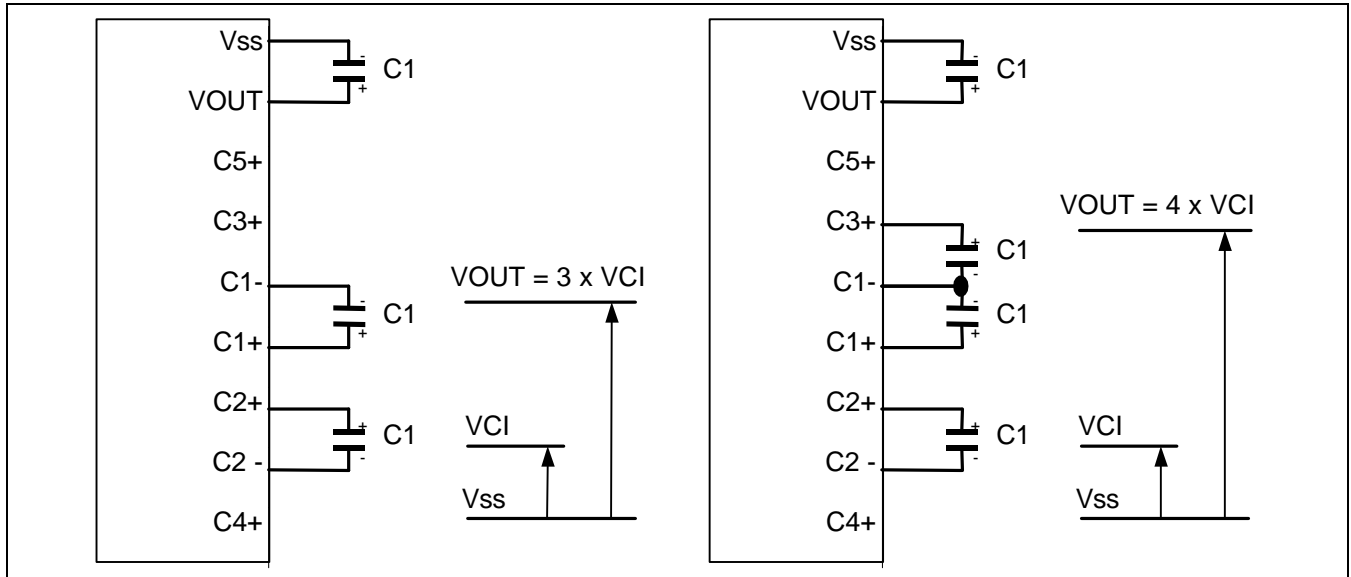 Vss
-
C1
+
VOUT
C5+
C3+
VOUT = 3 x VCI
C1-
-
C1
+
C1+
C2+
+
C1
-
C2 -
VCI
Vss
C4+
Vss
-
C1
+
VOUT
C5+
VOUT = 4 x VCI
C3+
+
C1
-
C1-
-
C1
+
C1+
C2+
+
C1
-
C2 -
VCI
Vss
C4+